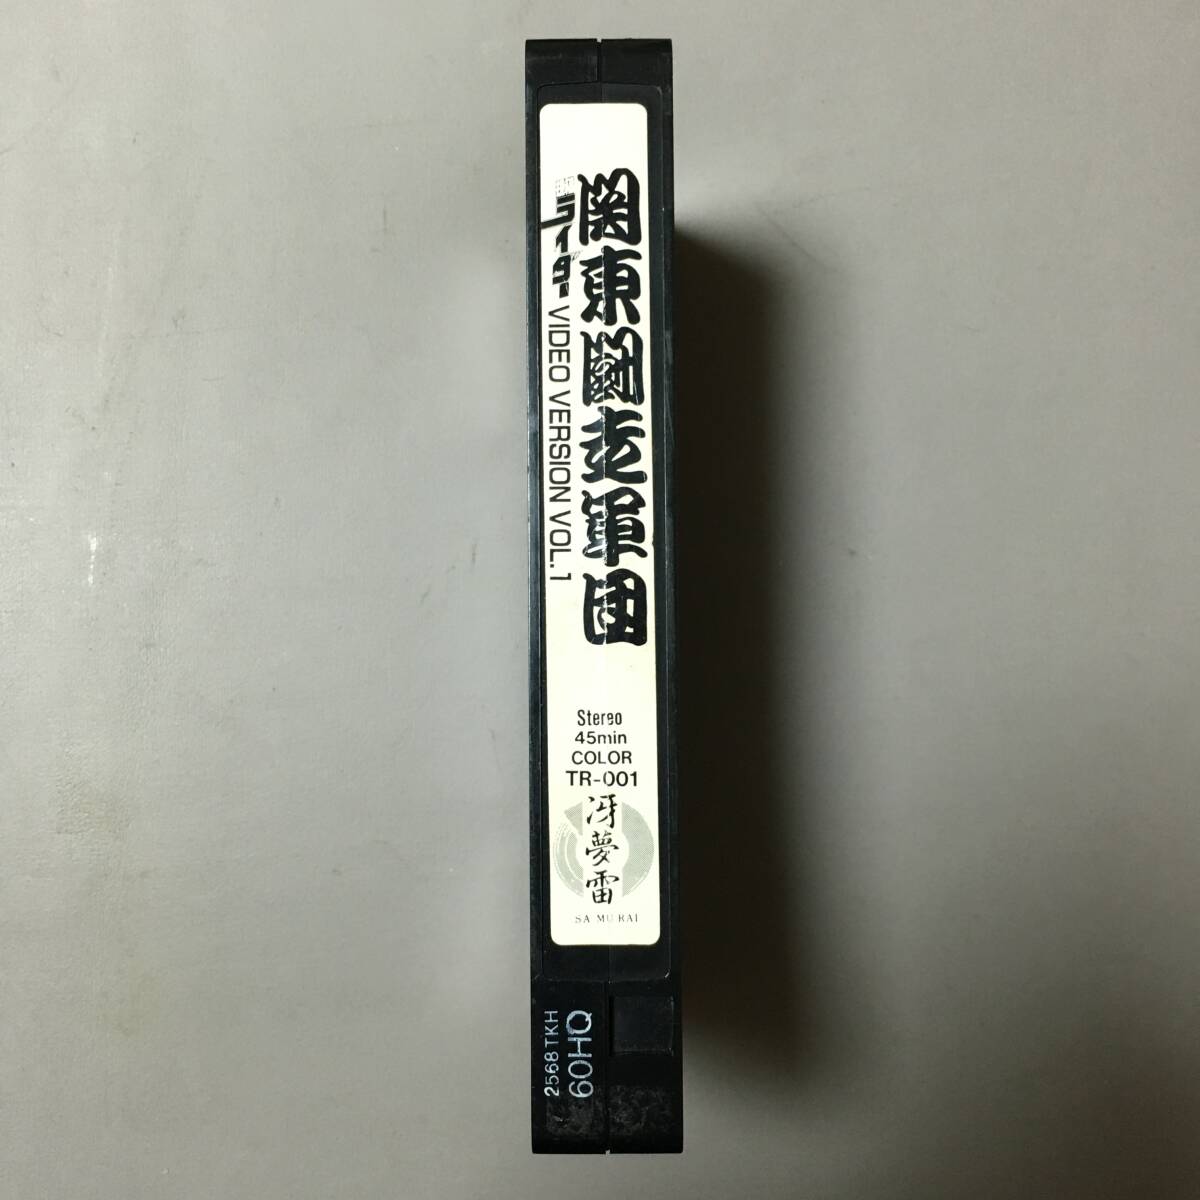 関東闘走軍団
ライダー VIDEO VERSION VOL.1
Stereo
45min
COLOR
TR-001
冴夢雷
SA MU RAI
2568TKH
60HQ